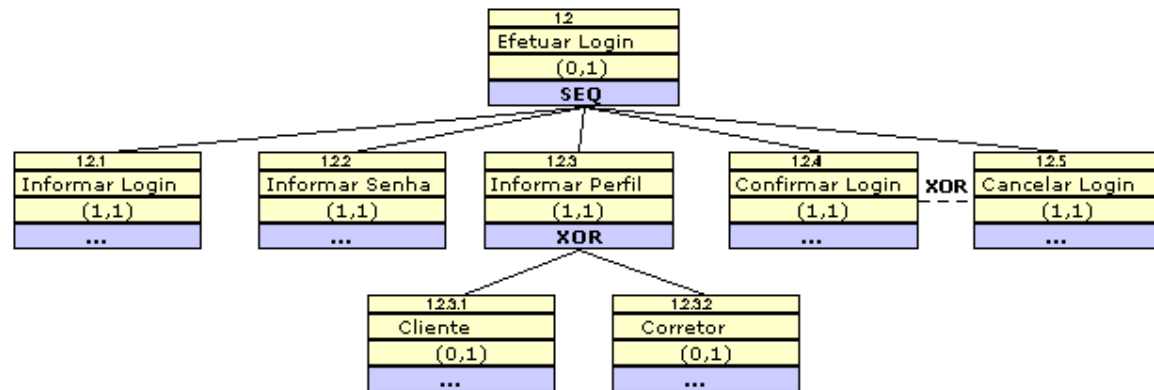 1.2
Efetuar Login
(0,1)
SEQ
1.2.1
Informar Login
(1,1)
...
1.2.2
Informar Senha
(1,1)
...
1.2.3
Informar Perfil
(1,1)
XOR
1.2.4
Confirmar Login
(1,1)
...
XOR
1.2.5
Cancelar Login
(1,1)
...
1.2.3.1
Cliente
(0,1)
...
1.2.3.2
Corretor
(0,1)
...